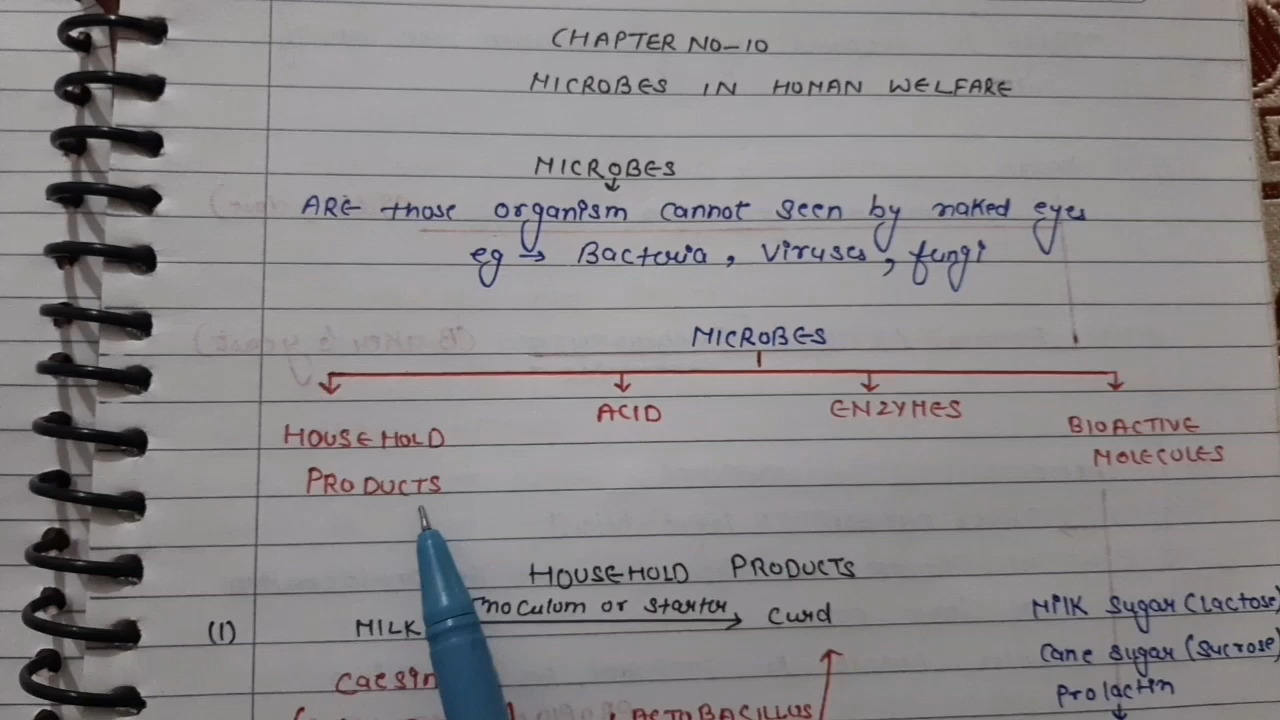 CHAPTER NO-10
MICROBES IN HUMAN WELFARE
MICROBES
ARE those organism cannot seen by naked eyes
eg → Bacteria, Viruses, fungi
MICROBES
HOUSEHOLD PRODUCTS
ACID
ENZYMES
BIOACTIVE MOLECULES
HOUSEHOLD PRODUCTS
(1) MILK inoculum or starter → Curd
Milk sugar (Lactose)
Cane sugar (Sucrose)
Prolactin
Caesin
LACTOBACILLUS